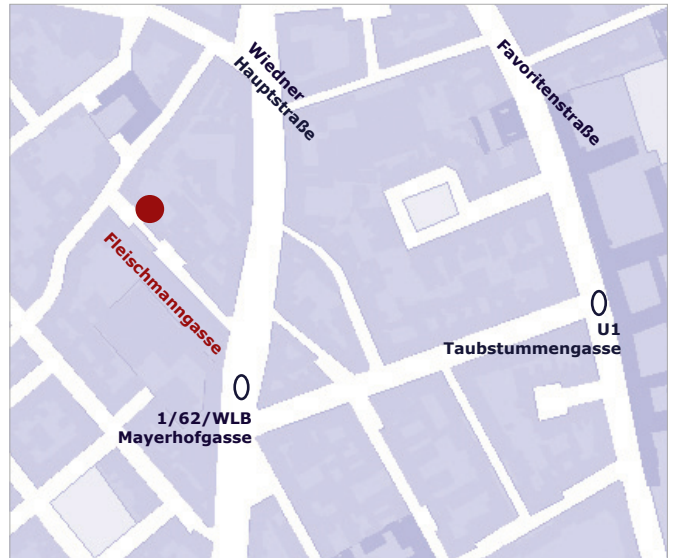 Wiedner
Hauptstraße
Favoritenstraße
Fleischmanngasse
U1
Taubstummengasse
1/62/WLB
Mayerhofgasse